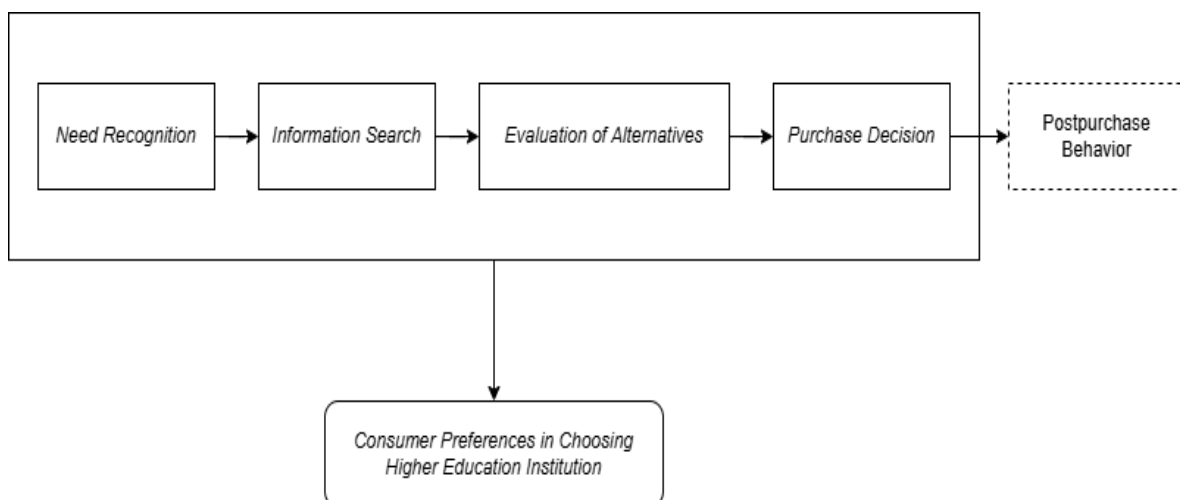 Need Recognition
Information Search
Evaluation of Alternatives
Purchase Decision
Postpurchase
Behavior
Consumer Preferences in Choosing
Higher Education Institution